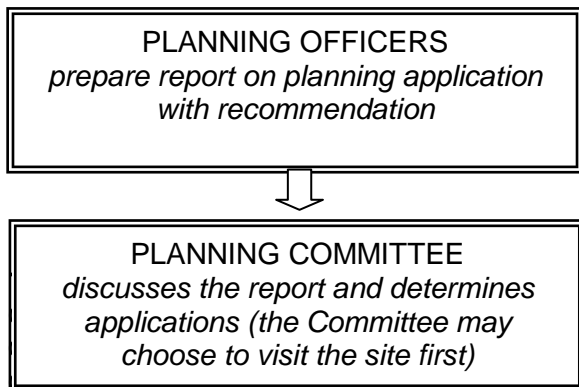 PLANNING OFFICERS
prepare report on planning application
with recommendation
PLANNING COMMITTEE
discusses the report and determines
applications (the Committee may
choose to visit the site first)